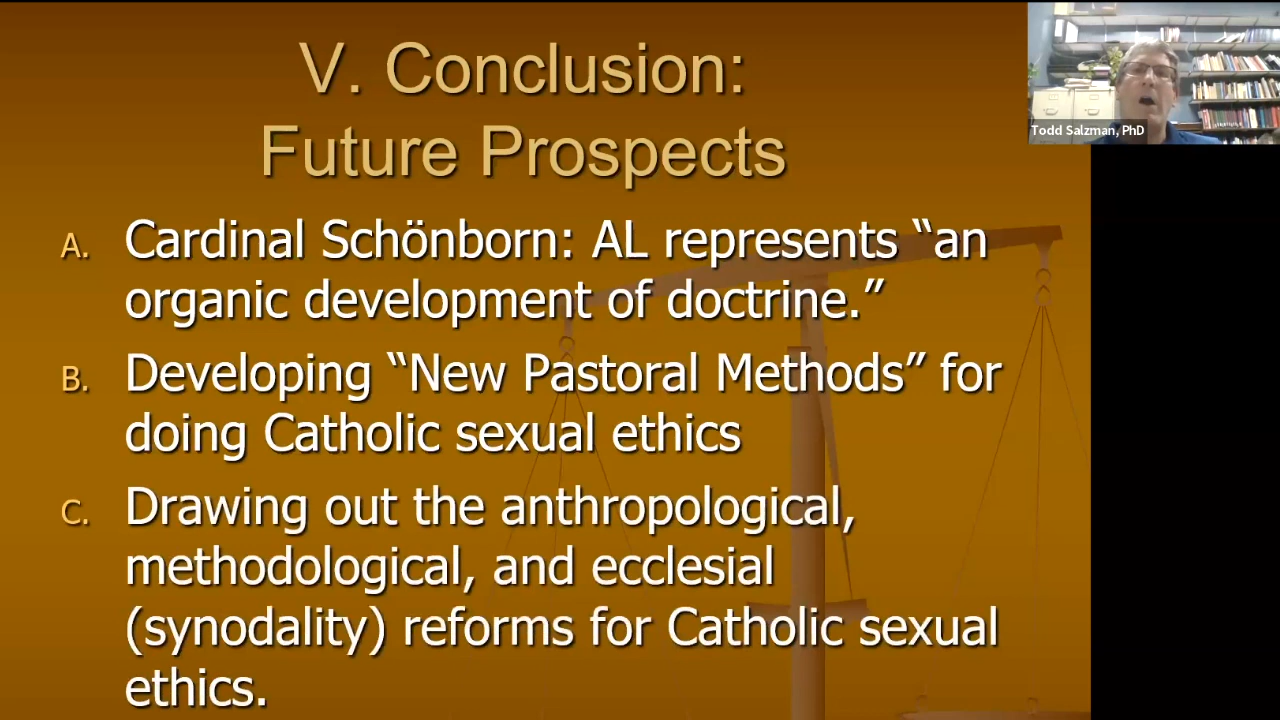 V. Conclusion:
Future Prospects
Todd Salzman, PhD
A. Cardinal Schönborn: AL represents “an
organic development of doctrine.”
B. Developing “New Pastoral Methods” for
doing Catholic sexual ethics
C. Drawing out the anthropological,
methodological, and ecclesial
(synodality) reforms for Catholic sexual
ethics.